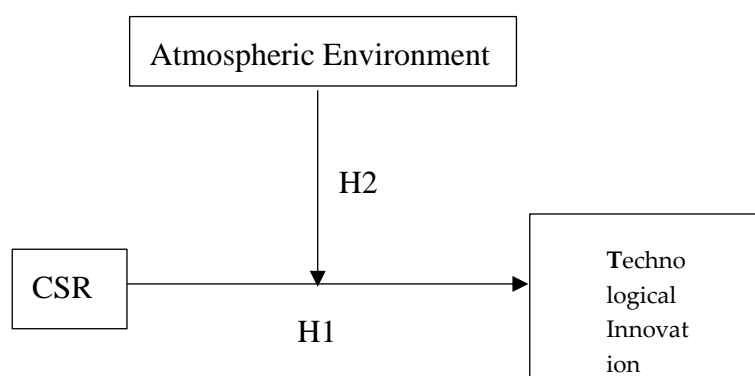 Atmospheric Environment
H2
CSR
H1
Techno
logical
Innovat
ion